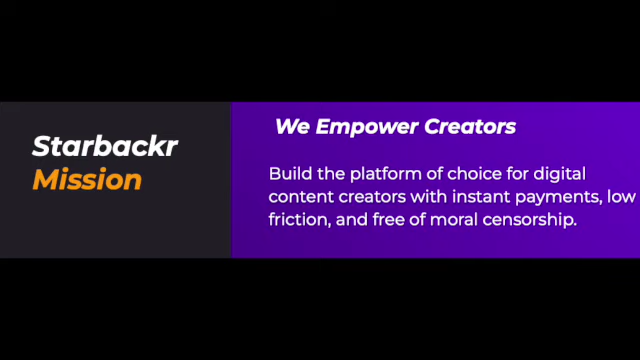 Starbackr
Mission
We Empower Creators
Build the platform of choice for digital
content creators with instant payments, low
friction, and free of moral censorship.